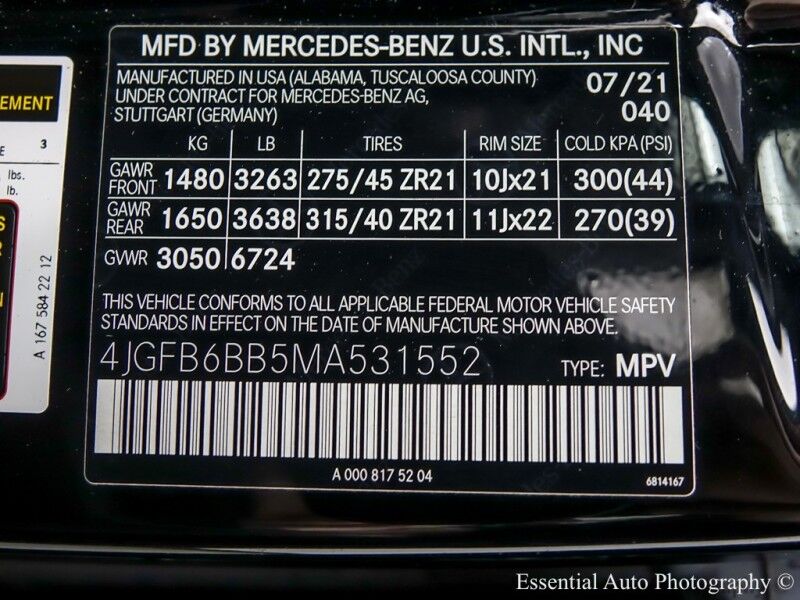 EMENT
E 3
lbs.
lb.
S
R
N
A 167 584 22 12
MFD BY MERCEDES-BENZ U.S. INTL., INC
MANUFACTURED IN USA (ALABAMA, TUSCALOOSA COUNTY) 07/21
UNDER CONTRACT FOR MERCEDES-BENZ AG, 040
STUTTGART (GERMANY)
KG LB TIRES RIM SIZE COLD KPA (PSI)
GAWR FRONT 1480 3263 275/45 ZR21 10Jx21 300(44)
GAWR REAR 1650 3638 315/40 ZR21 11Jx22 270(39)
GVWR 3050 6724
THIS VEHICLE CONFORMS TO ALL APPLICABLE FEDERAL MOTOR VEHICLE SAFETY
STANDARDS IN EFFECT ON THE DATE OF MANUFACTURE SHOWN ABOVE.
4JGFB6BB5MA531552 TYPE: MPV
A 000 817 52 04
6814167
Essential Auto Photography ©